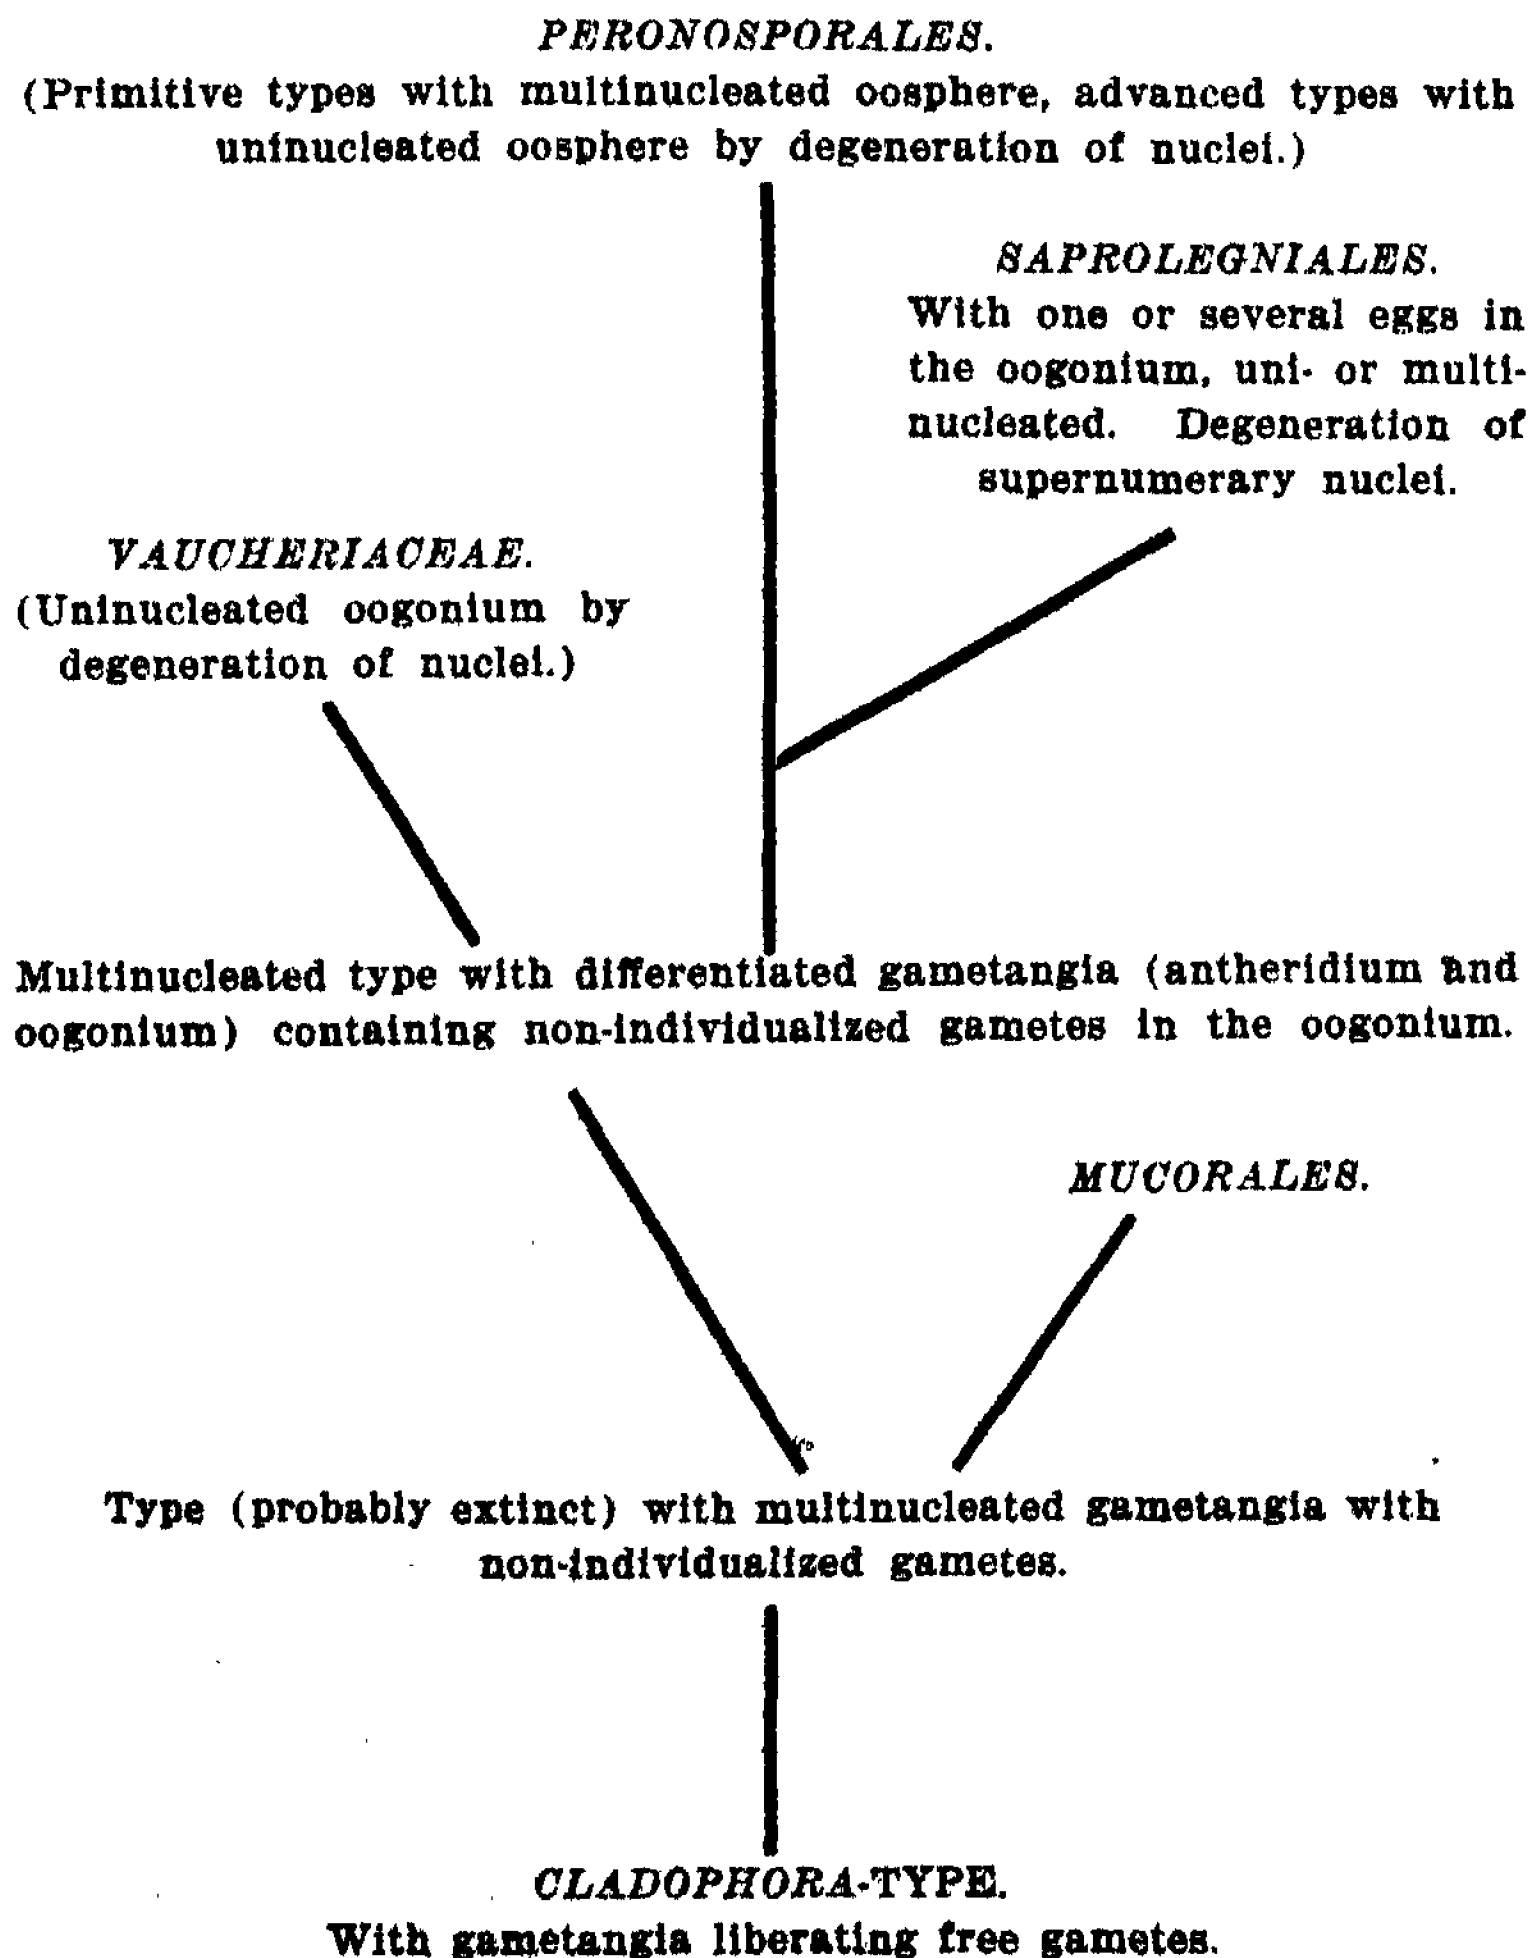 PERONOSPORALES.
(Primitive types with multinucleated oosphere, advanced types with
uninucleated oosphere by degeneration of nuclei.)
SAPROLEGNIALES.
With one or several eggs in
the oogonium, uni- or multi-
nucleated. Degeneration of
supernumerary nuclei.
VAUCHERIACEAE.
(Uninucleated oogonium by
degeneration of nuclei.)
Multinucleated type with differentiated gametangia (antheridium and
oogonium) containing non-individualized gametes in the oogonium.
MUCORALES.
Type (probably extinct) with multinucleated gametangia with
non-individualized gametes.
CLADOPHORA-TYPE.
With gametangia liberating free gametes.